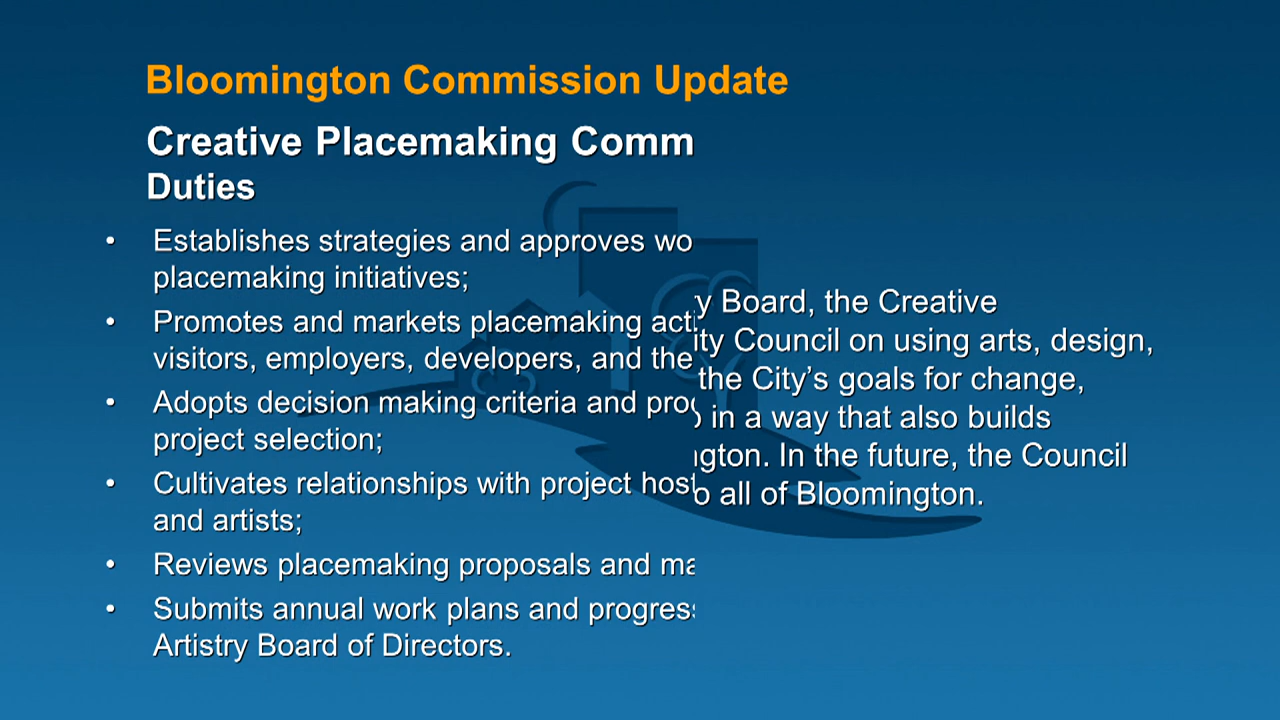 Bloomington Commission Update
Creative Placemaking Comm
Duties
• Establishes strategies and approves wo
placemaking initiatives;
• Promotes and markets placemaking acti
visitors, employers, developers, and the
• Adopts decision making criteria and pro
project selection;
• Cultivates relationships with project host
and artists;
• Reviews placemaking proposals and ma
• Submits annual work plans and progres
Artistry Board of Directors.
y Board, the Creative
ity Council on using arts, design,
the City's goals for change,
in a way that also builds
gton. In the future, the Council
o all of Bloomington.